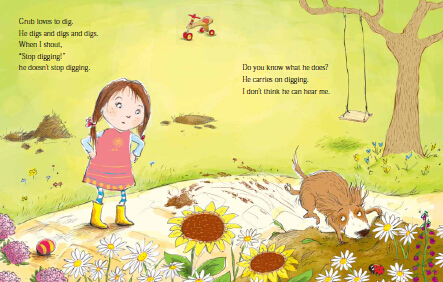 Grub loves to dig.
He digs and digs and digs.
When I shout,
"Stop digging!"
he doesn't stop digging.
Do you know what he does?
He carries on digging.
I don't think he can hear me.